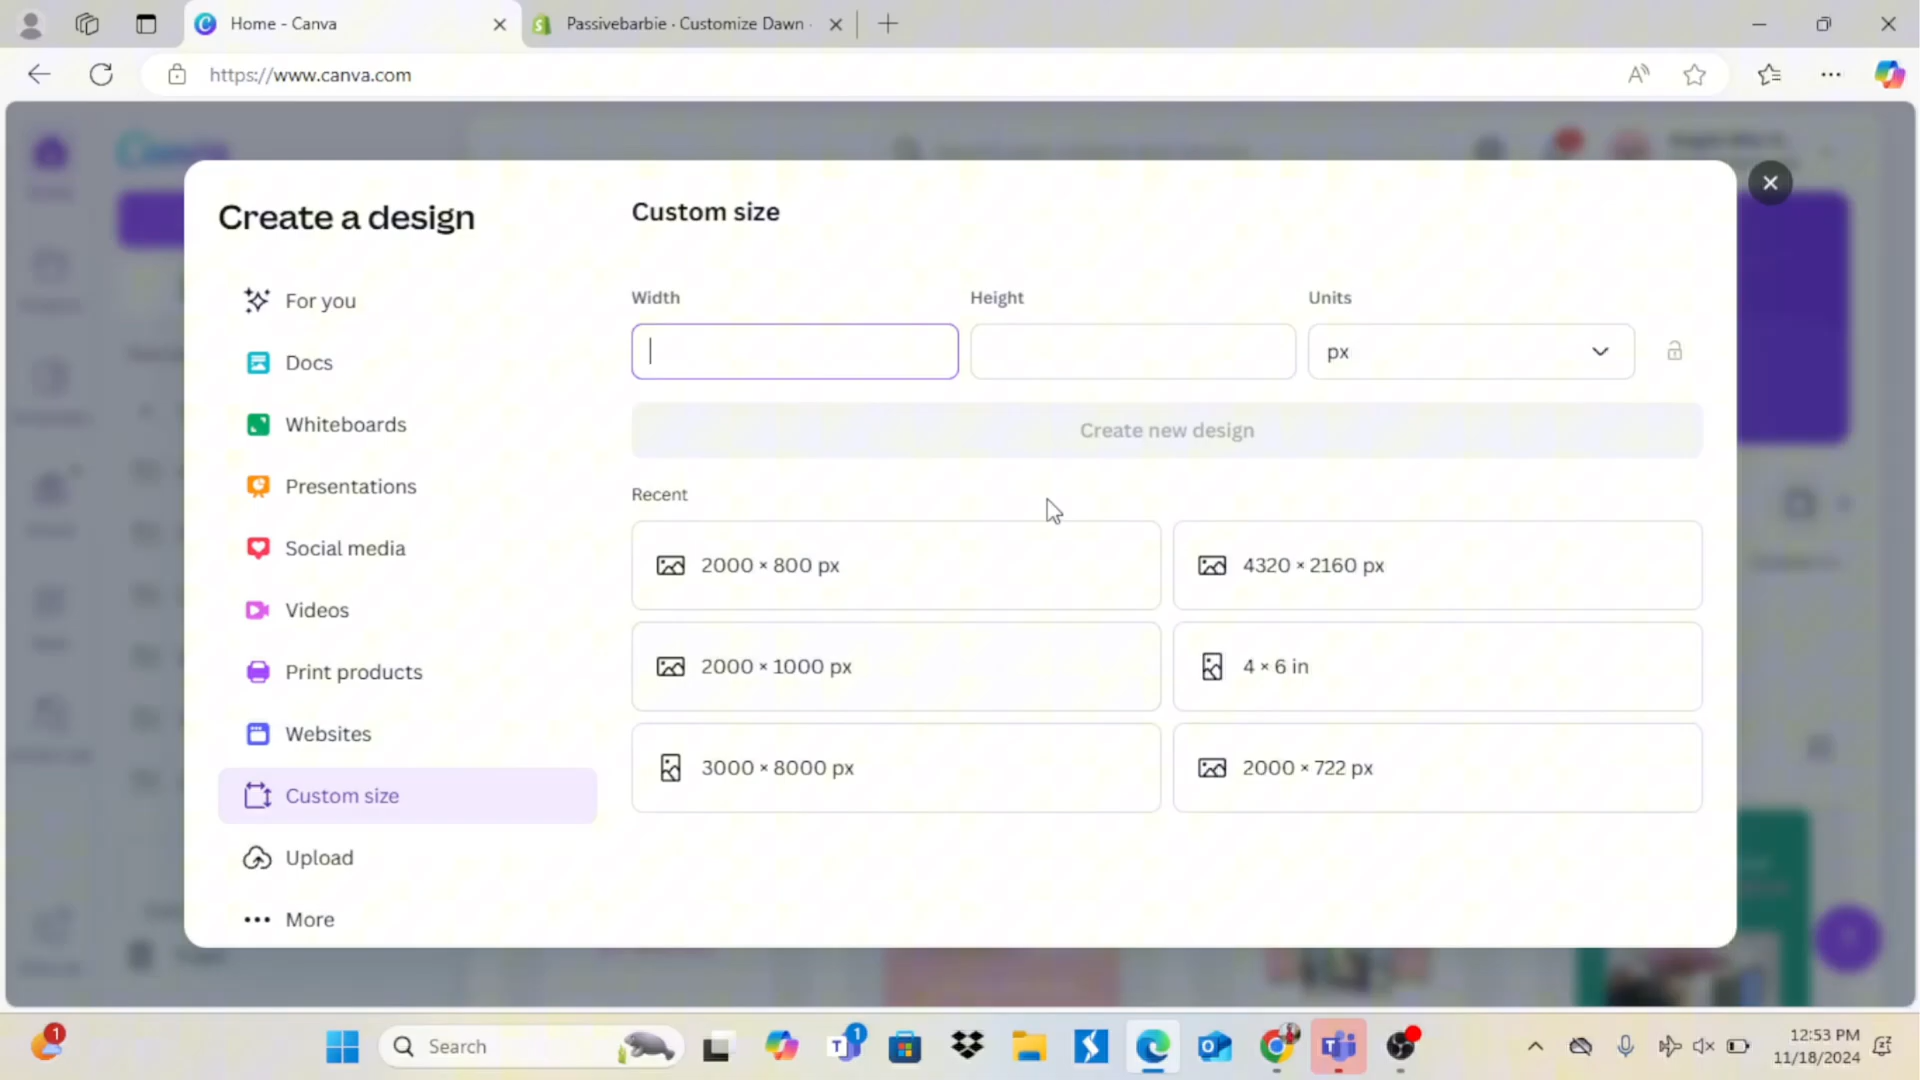 Home - Canva
Passivebarbie · Customize Dawn ·
https://www.canva.com
Create a design
Custom size
For you
Docs
Whiteboards
Presentations
Social media
Videos
Print products
Websites
Custom size
Upload
More
Width
Height
Units
px
Create new design
Recent
2000 × 800 px
4320 × 2160 px
2000 × 1000 px
4 × 6 in
3000 × 8000 px
2000 × 722 px
1
Search
1
12:53 PM
11/18/2024